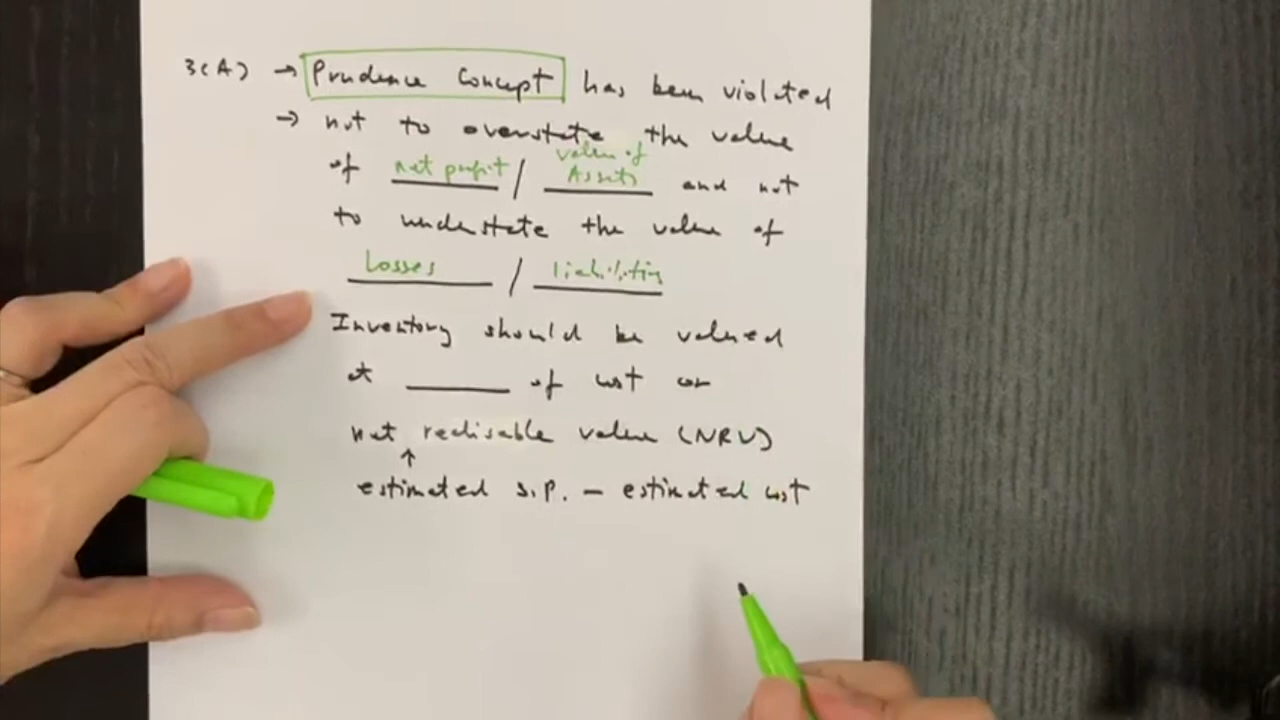 3(A) → Prudence Concept has been violated
→ not to overstate the value
of net profit / value of Assets and not
to understate the value of
Losses / liabilities
Inventory should be valued
at ______ of cost or
net realisable value (NRV)
↑
estimated s.p. – estimated cost